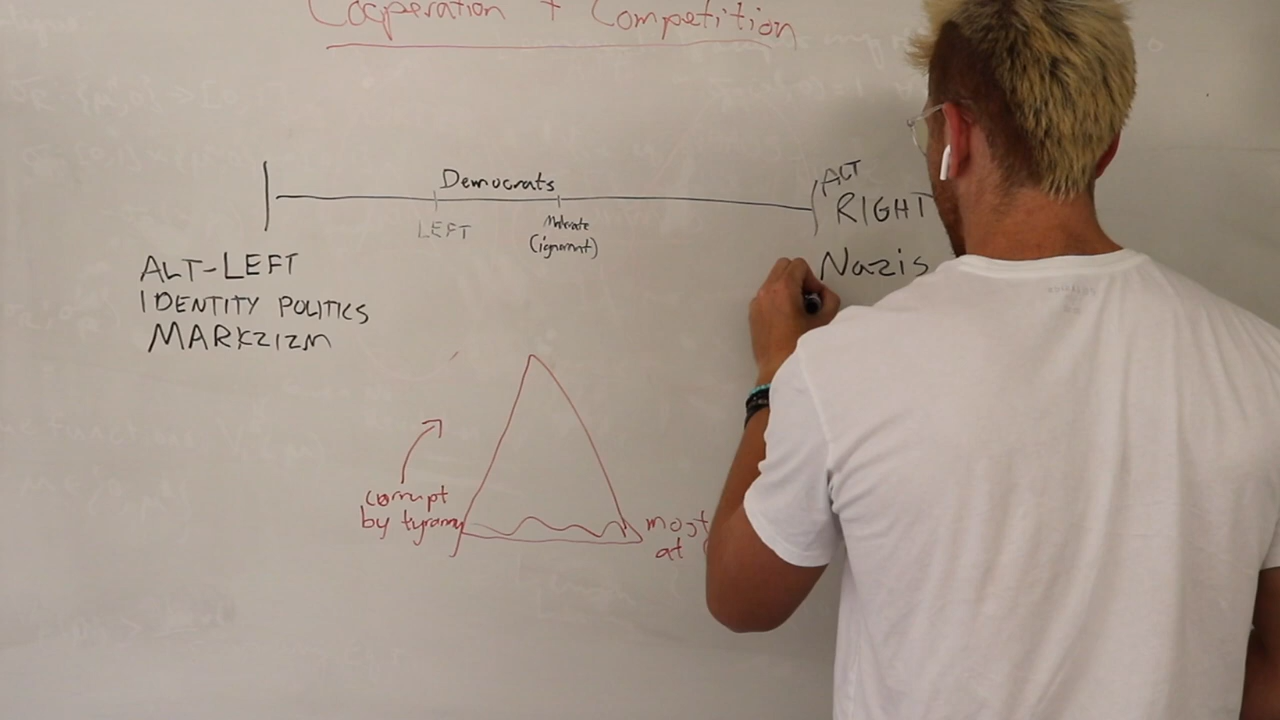 Cooperation + Competition
Democrats
LEFT
Moderate
(ignorant)
ALT
RIGHT
Nazis
ALT-LEFT
IDENTITY POLITICS
MARKZIZM
corrupt
by tyranny
most
at